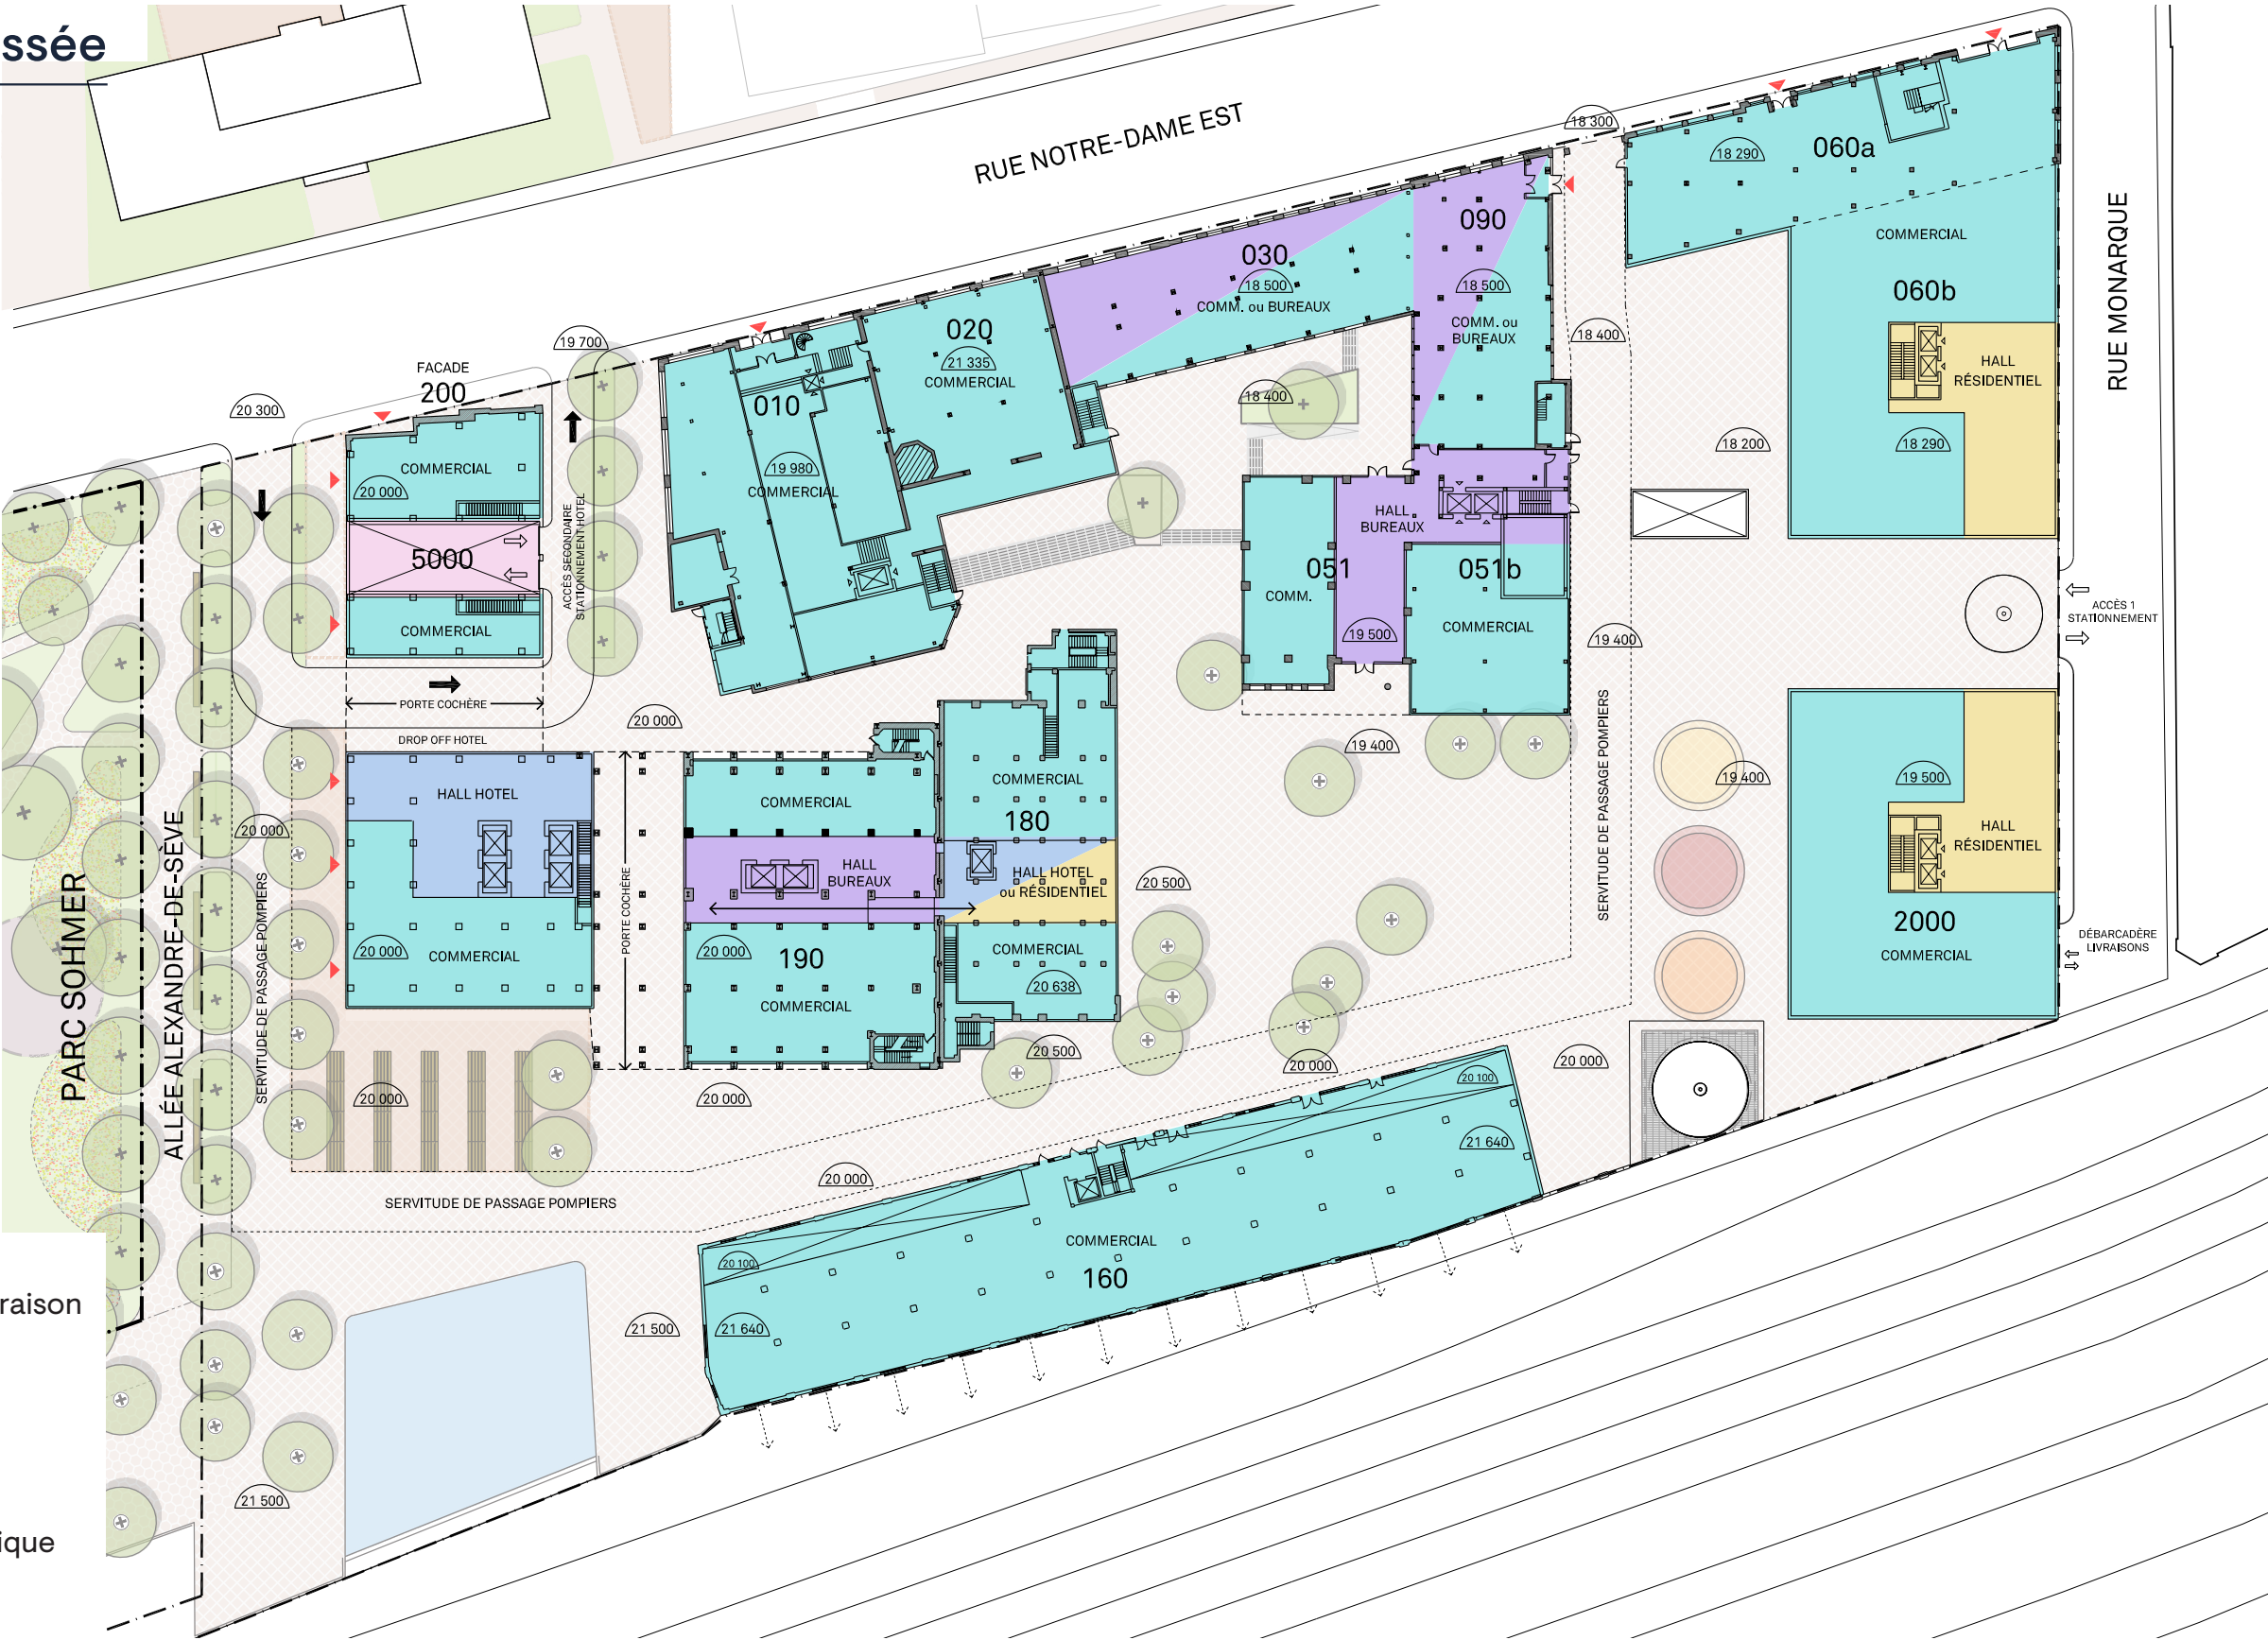 ssée
RUE NOTRE-DAME EST
18 300
18 290
060a
COMMERCIAL
060b
RUE MONARQUE
HALL
RÉSIDENTIEL
18 290
090
18 500
COMM. ou
BUREAUX
18 400
18 200
030
18 500
COMM. ou BUREAUX
18 400
020
21 335
COMMERCIAL
010
19 980
COMMERCIAL
19 700
FACADE
200
20 300
COMMERCIAL
20 000
5000
COMMERCIAL
ACCÈS SECONDAIRE
STATIONNEMENT HOTEL
PORTE COCHÈRE
DROP OFF HOTEL
20 000
HALL
BUREAUX
051
COMM.
19 500
051b
COMMERCIAL
19 400
ACCÈS 1
STATIONNEMENT
SERVITUDE DE PASSAGE POMPIERS
19 400
19 400
19 500
HALL
RÉSIDENTIEL
2000
COMMERCIAL
DÉBARCADÈRE
LIVRAISONS
HALL HOTEL
20 000
COMMERCIAL
20 000
PORTE COCHÈRE
COMMERCIAL
HALL
BUREAUX
20 000
190
COMMERCIAL
COMMERCIAL
180
HALL HOTEL
ou RÉSIDENTIEL
COMMERCIAL
20 638
20 500
20 500
20 000
20 000
PARC SOHMER
ALLÉE ALEXANDRE-DE-SÈVE
SERVITUDE DE PASSAGE POMPIERS
20 000
20 000
20 000
SERVITUDE DE PASSAGE POMPIERS
20 100
21 640
COMMERCIAL
160
20 100
21 640
21 500
21 500
raison
ique